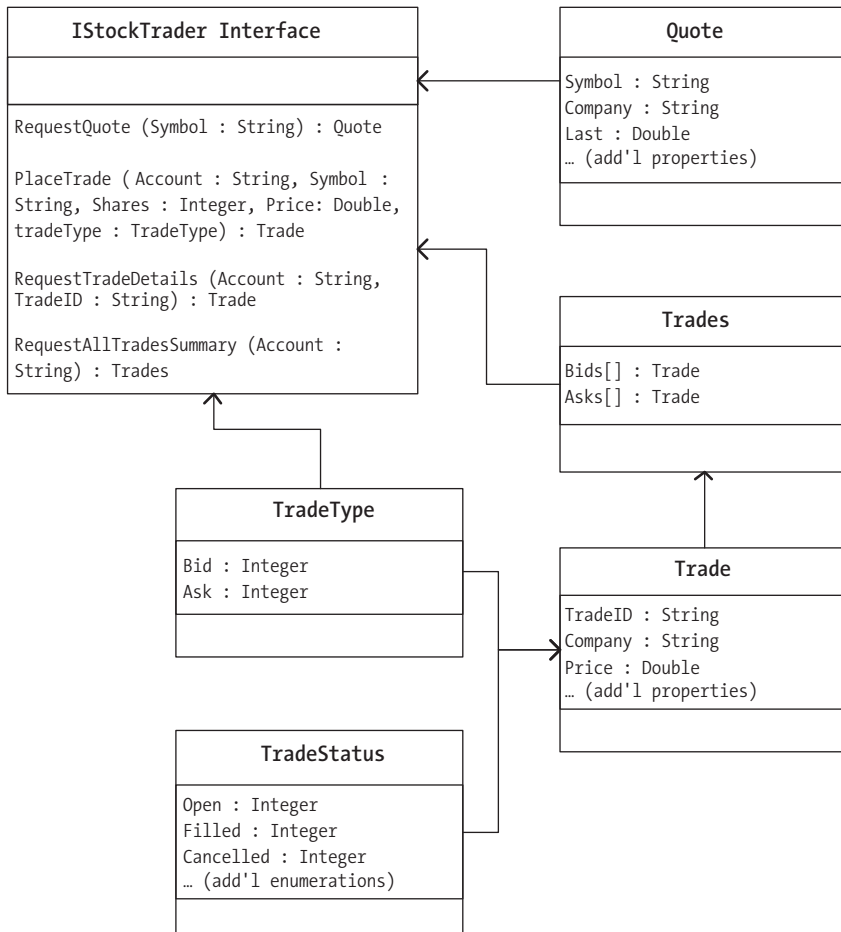 IStockTrader Interface
RequestQuote (Symbol : String) : Quote
PlaceTrade ( Account : String, Symbol :
String, Shares : Integer, Price: Double,
tradeType : TradeType) : Trade
RequestTradeDetails (Account : String,
TradeID : String) : Trade
RequestAllTradesSummary (Account :
String) : Trades
Quote
Symbol : String
Company : String
Last : Double
… (add'l properties)
Trades
Bids[] : Trade
Asks[] : Trade
TradeType
Bid : Integer
Ask : Integer
Trade
TradeID : String
Company : String
Price : Double
… (add'l properties)
TradeStatus
Open : Integer
Filled : Integer
Cancelled : Integer
… (add'l enumerations)